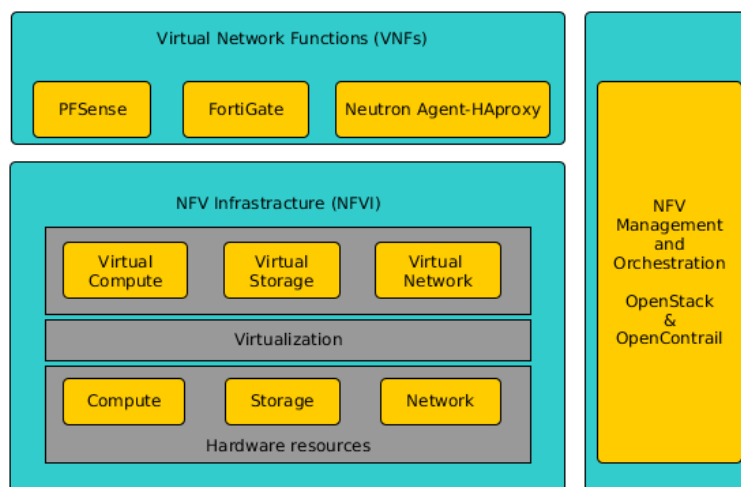 Virtual Network Functions (VNFs)
PFSense
FortiGate
Neutron Agent-HAproxy
NFV Infrastracture (NFVI)
Virtual
Compute
Virtual
Storage
Virtual
Network
Virtualization
Compute
Storage
Network
Hardware resources
NFV
Management
and
Orchestration
OpenStack
&
OpenContrail